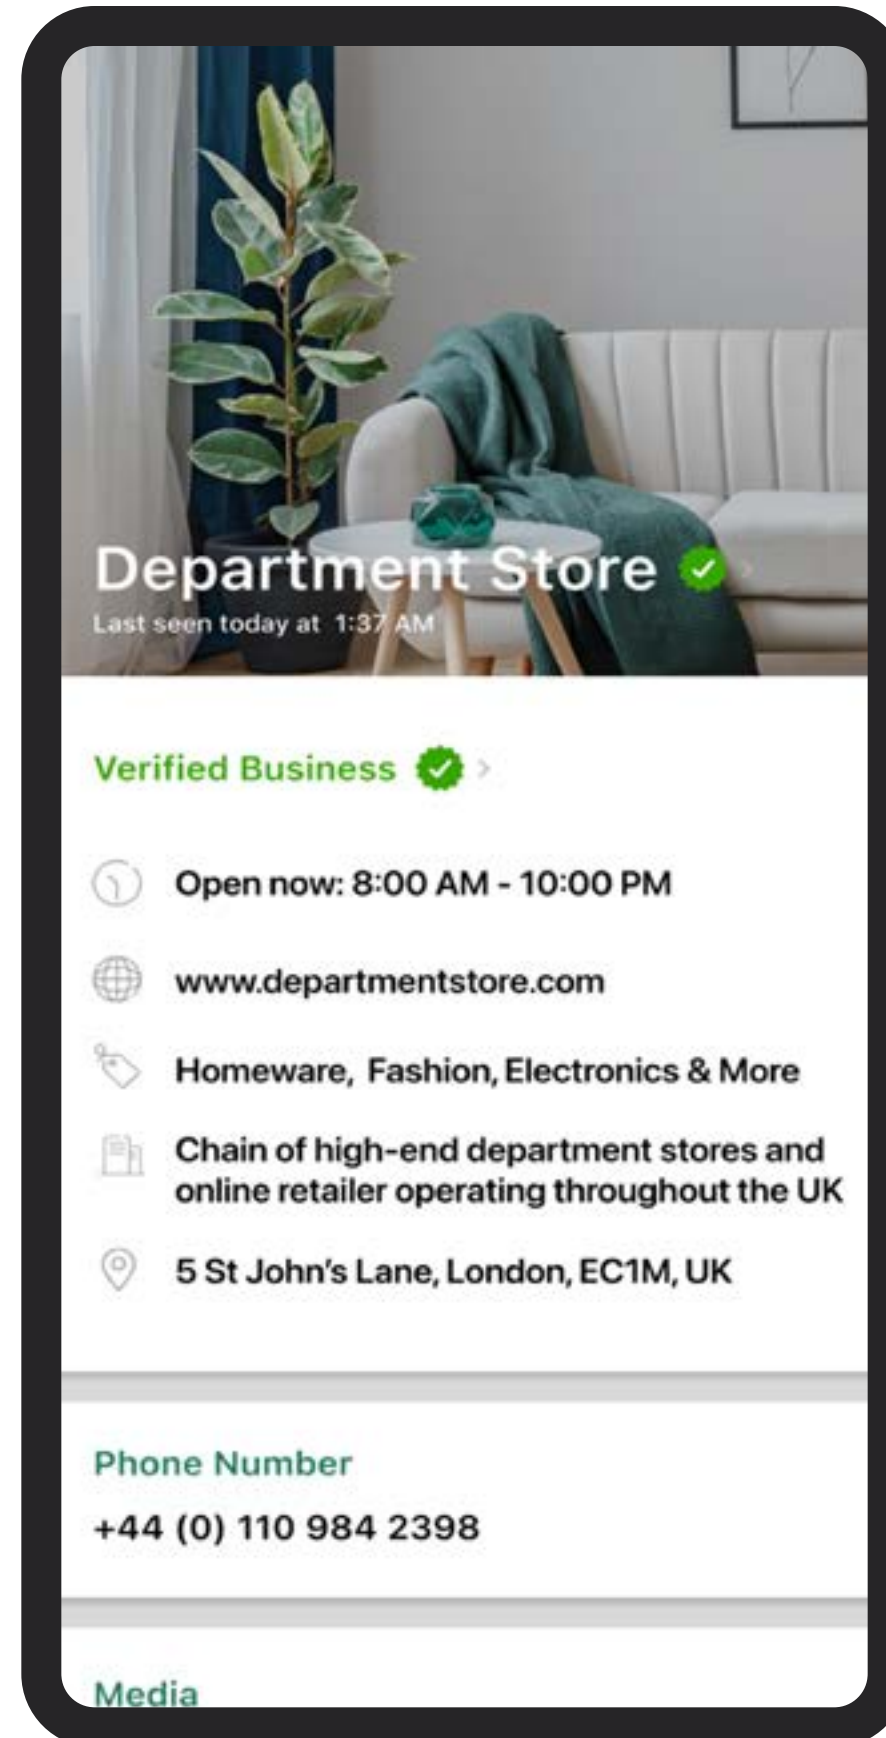 Department Store
Last seen today at 1:37 AM
Verified Business
Open now: 8:00 AM - 10:00 PM
www.departmentstore.com
Homeware, Fashion, Electronics & More
Chain of high-end department stores and
online retailer operating throughout the UK
5 St John's Lane, London, EC1M, UK
Phone Number
+44 (0) 110 984 2398
Media